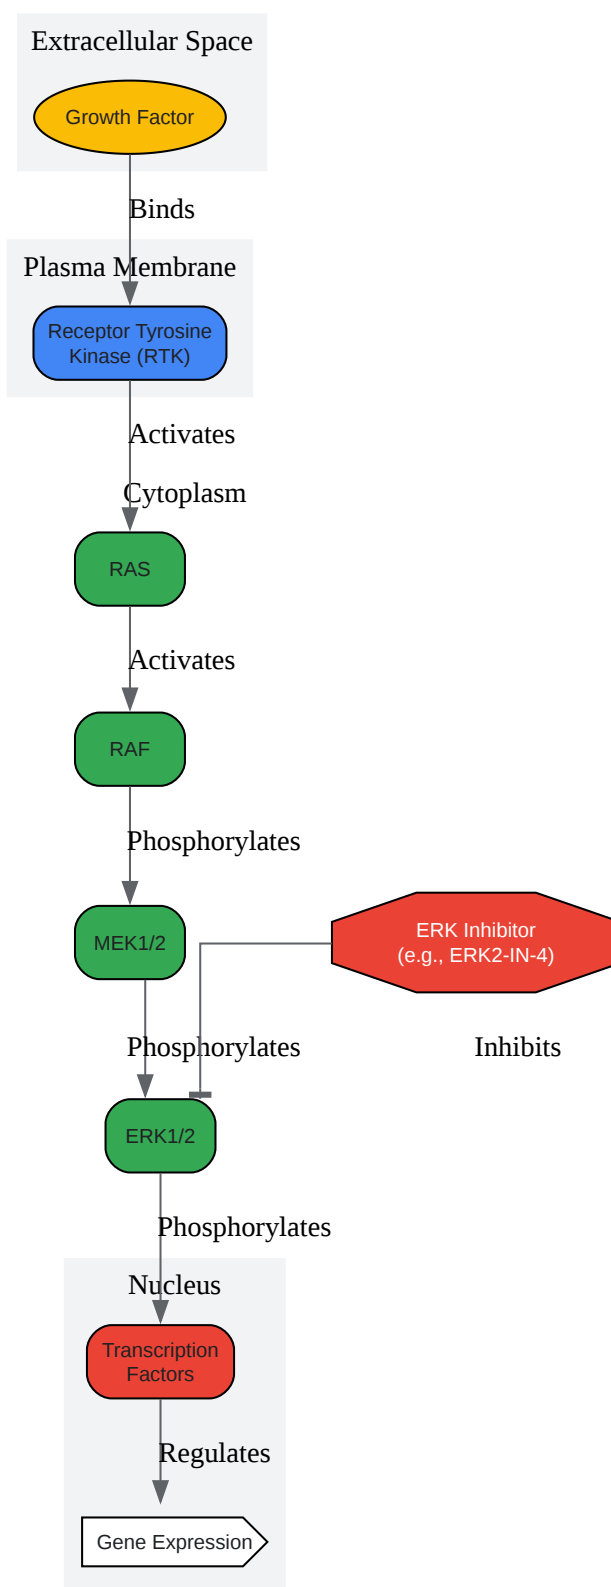 Extracellular Space
Growth Factor
Binds
Plasma Membrane
Receptor Tyrosine
Kinase (RTK)
Activates
Cytoplasm
RAS
Activates
RAF
Phosphorylates
MEK1/2
ERK Inhibitor
(e.g., ERK2-IN-4)
Phosphorylates
Inhibits
ERK1/2
Phosphorylates
Nucleus
Transcription
Factors
Regulates
Gene Expression